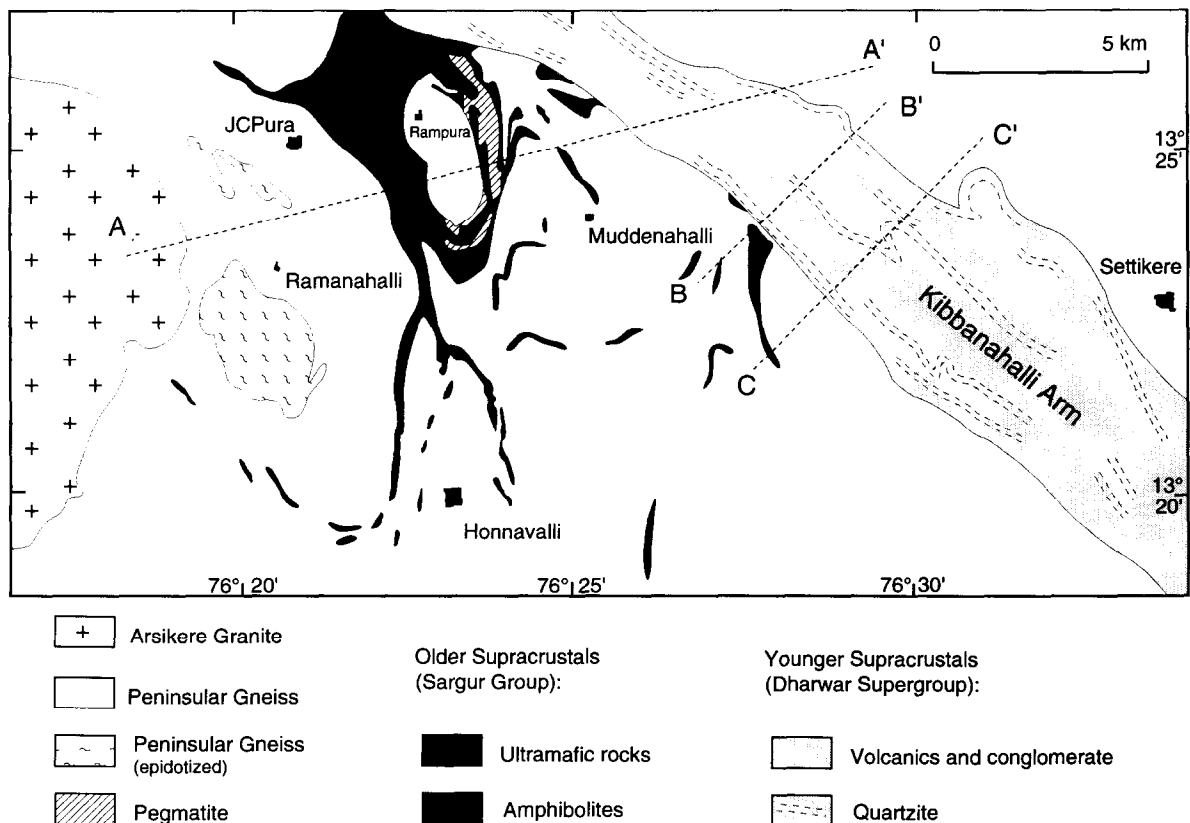 A'
0 5 km
B'
JCPura
Rampura
C'
13°
25'
A
Muddenahalli
Settikere
Ramanahalli
B
Kibbanahalli Arm
C
13°
20'
Honnavalli
76° 20'
76° 25'
76° 30'
+ Arsikere Granite
Peninsular Gneiss
Peninsular Gneiss
(epidotized)
Pegmatite
Older Supracrustals
(Sargur Group):
Ultramafic rocks
Amphibolites
Younger Supracrustals
(Dharwar Supergroup):
Volcanics and conglomerate
Quartzite